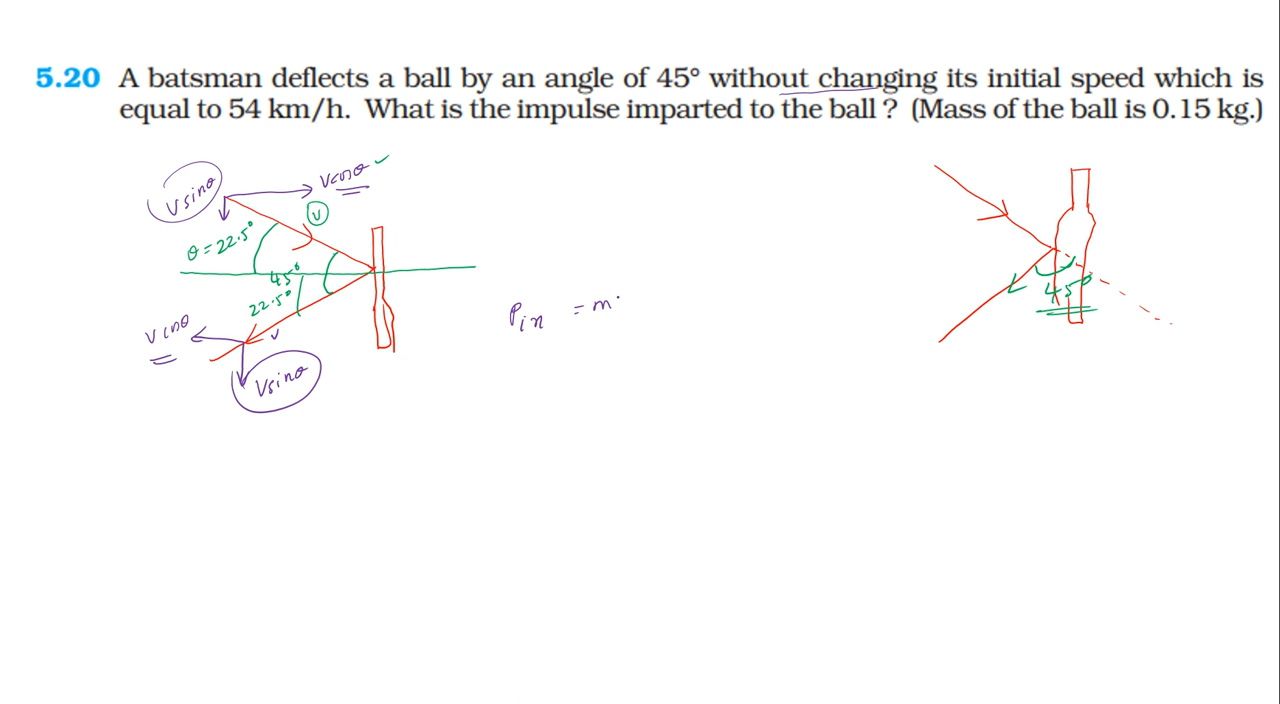 5.20 A batsman deflects a ball by an angle of 45° without changing its initial speed which is
equal to 54 km/h. What is the impulse imparted to the ball ? (Mass of the ball is 0.15 kg.)
V sinθ
V cosθ
V
θ = 22.5°
45°
22.5°
V cosθ
V
V sinθ
Pin = m
45°